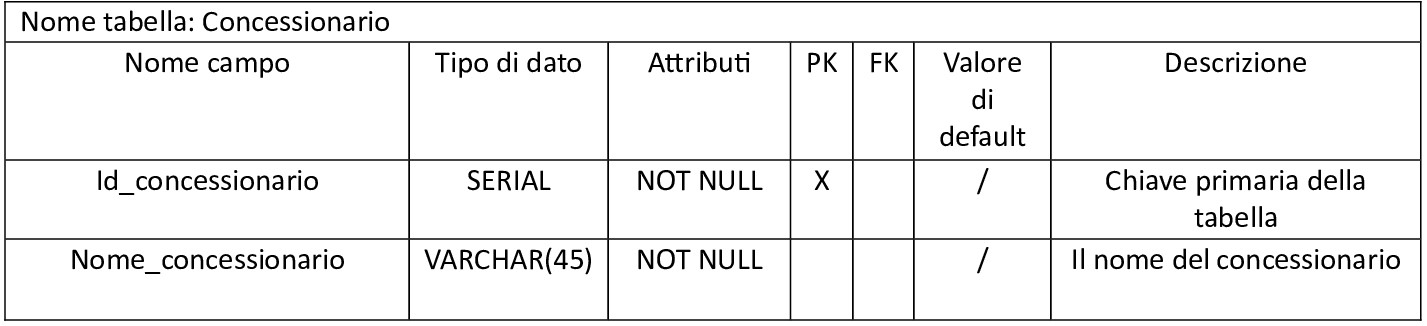 Nome tabella: Concessionario
Nome campo Tipo di dato Attributi PK FK Valore di default Descrizione
Id_concessionario SERIAL NOT NULL X / Chiave primaria della tabella
Nome_concessionario VARCHAR(45) NOT NULL / Il nome del concessionario